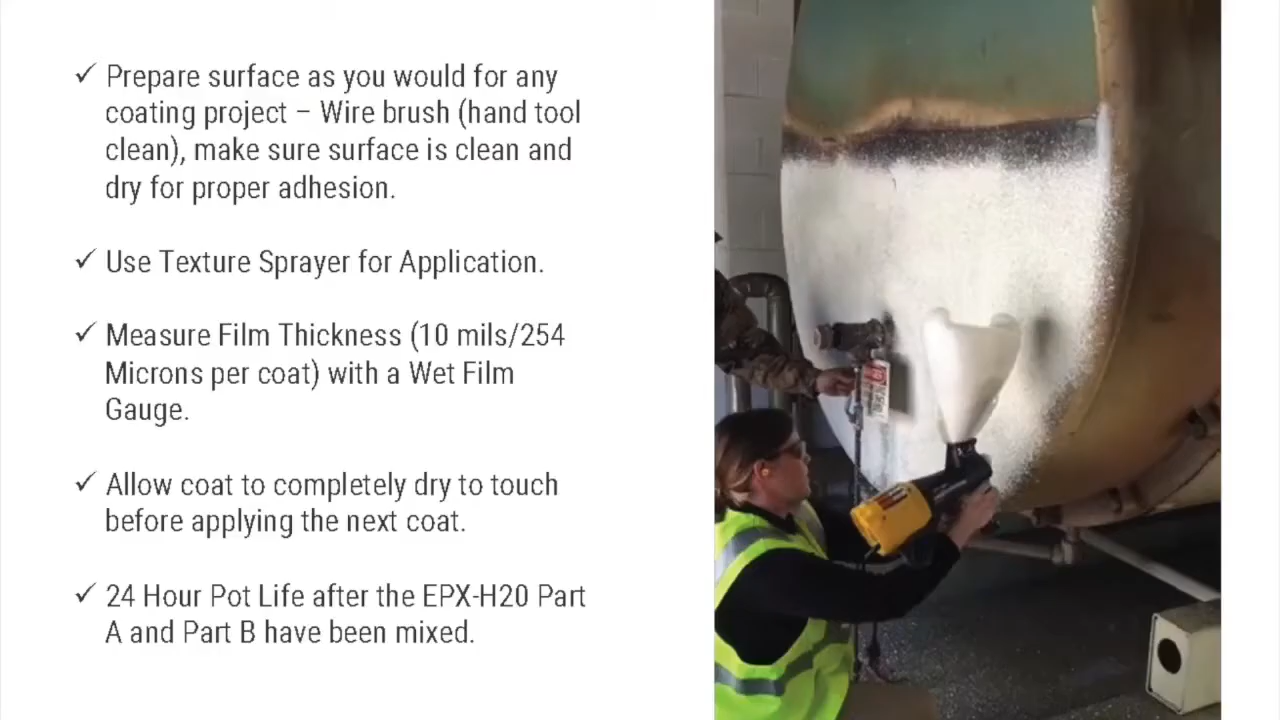 ✓ Prepare surface as you would for any
coating project – Wire brush (hand tool
clean), make sure surface is clean and
dry for proper adhesion.
✓ Use Texture Sprayer for Application.
✓ Measure Film Thickness (10 mils/254
Microns per coat) with a Wet Film
Gauge.
✓ Allow coat to completely dry to touch
before applying the next coat.
✓ 24 Hour Pot Life after the EPX-H20 Part
A and Part B have been mixed.